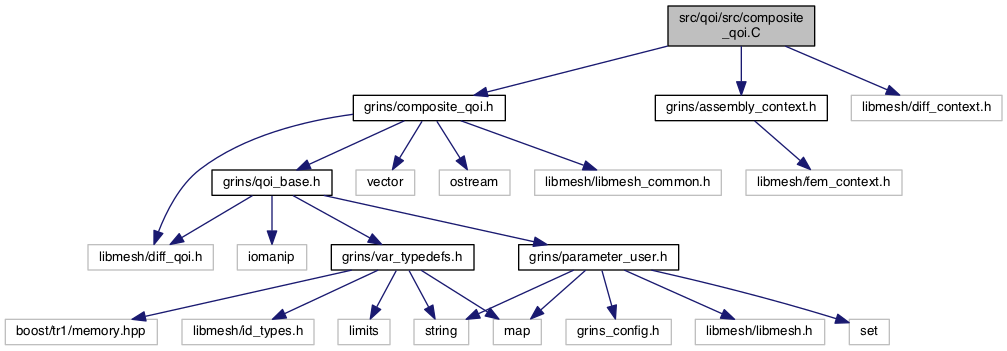 src/qoi/src/composite
_qoi.C
grins/composite_qoi.h
grins/assembly_context.h
libmesh/diff_context.h
grins/qoi_base.h
vector
ostream
libmesh/libmesh_common.h
libmesh/fem_context.h
libmesh/diff_qoi.h
iomanip
grins/var_typedefs.h
grins/parameter_user.h
boost/tr1/memory.hpp
libmesh/id_types.h
limits
string
map
grins_config.h
libmesh/libmesh.h
set